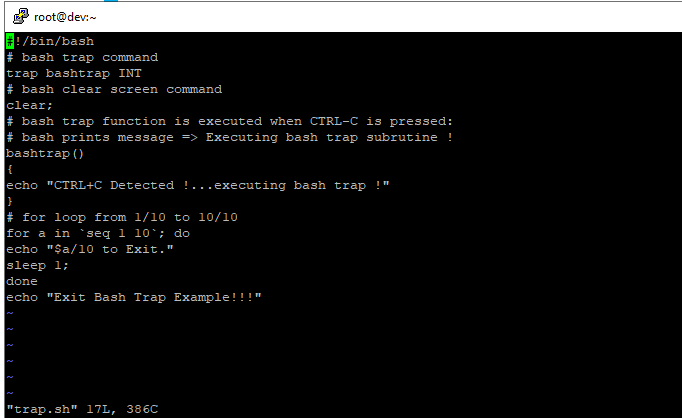 root@dev:~
#!/bin/bash
# bash trap command
trap bashtrap INT
# bash clear screen command
clear;
# bash trap function is executed when CTRL-C is pressed:
# bash prints message => Executing bash trap subrutine !
bashtrap()
{
echo "CTRL+C Detected !...executing bash trap !"
}
# for loop from 1/10 to 10/10
for a in `seq 1 10`; do
echo "$a/10 to Exit."
sleep 1;
done
echo "Exit Bash Trap Example!!!"
~
~
~
~
~
~
"trap.sh" 17L, 386C